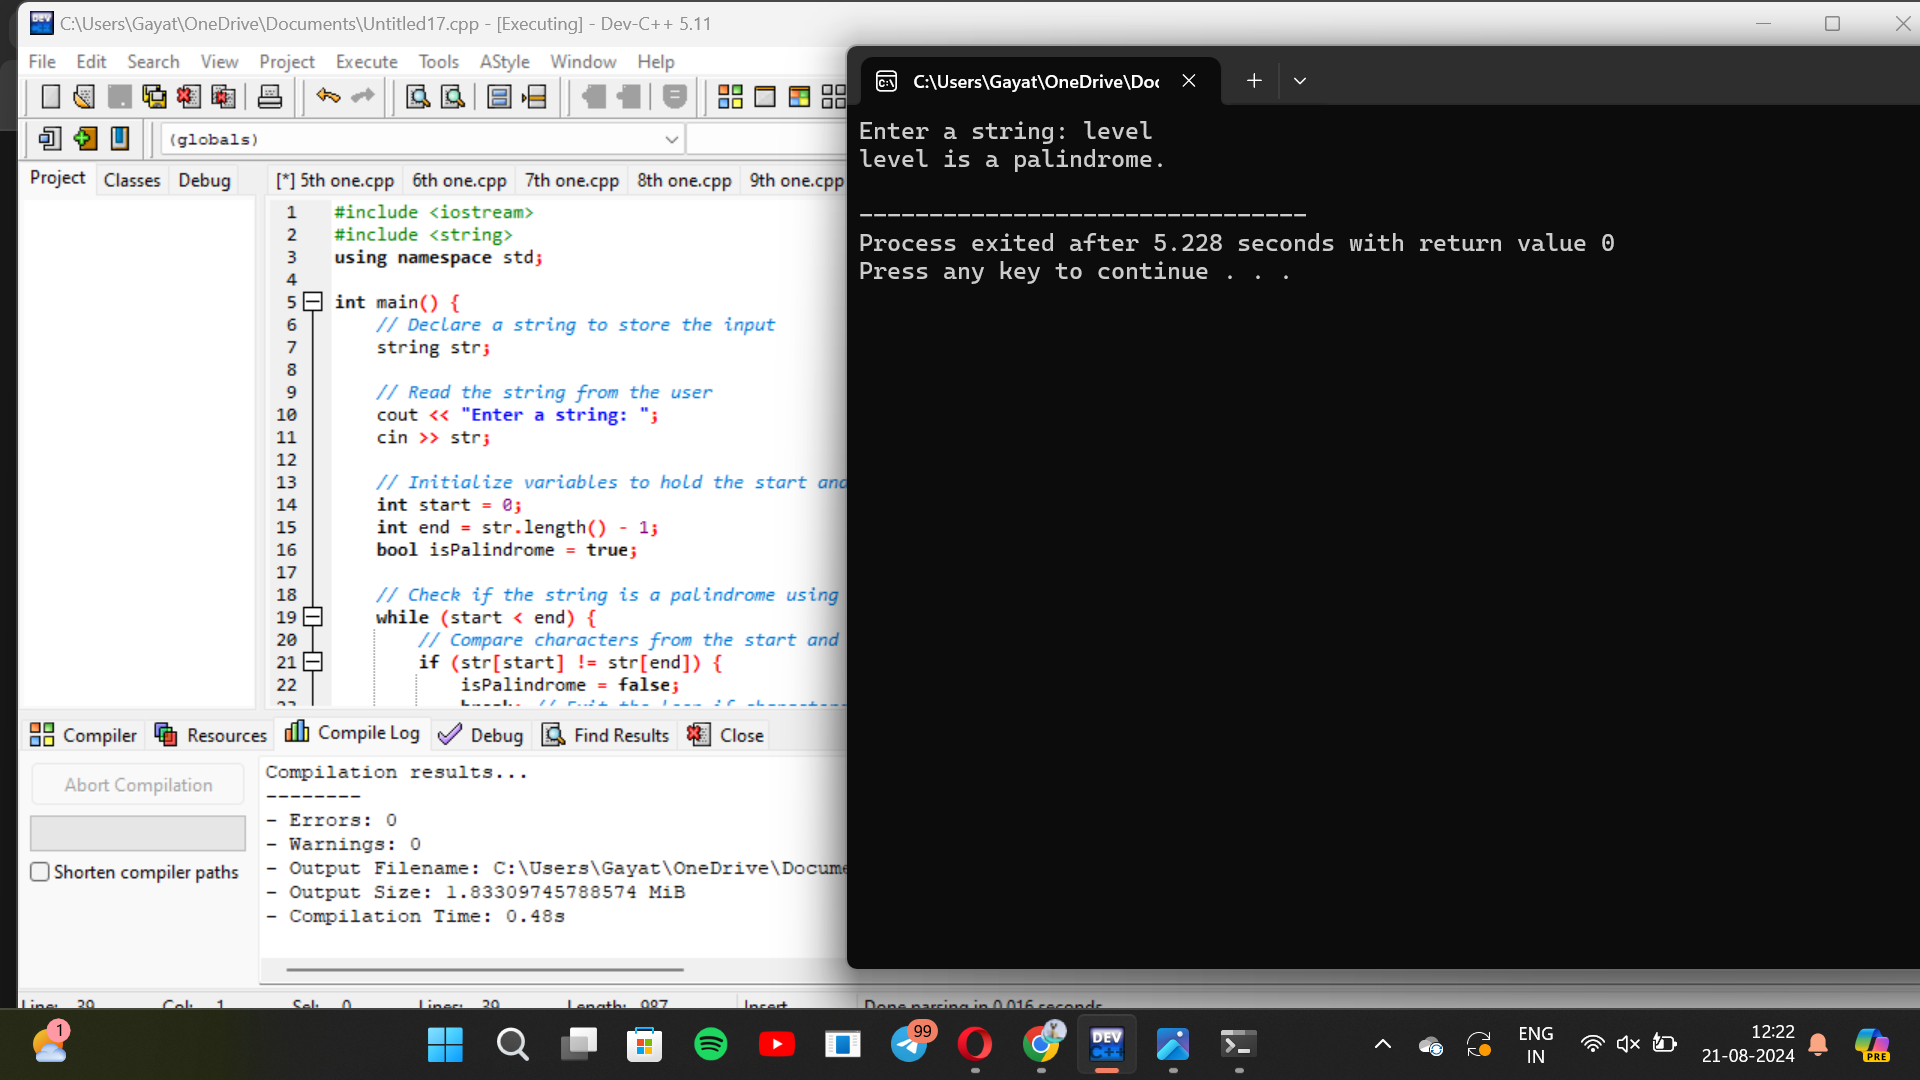 C:\Users\Gayat\OneDrive\Documents\Untitled17.cpp - [Executing] - Dev-C++ 5.11
File Edit Search View Project Execute Tools AStyle Window Help
(globals)
Project Classes Debug
[*] 5th one.cpp 6th one.cpp 7th one.cpp 8th one.cpp 9th one.cpp
1 #include <iostream>
2 #include <string>
3 using namespace std;
4
5 int main() {
6 // Declare a string to store the input
7 string str;
8
9 // Read the string from the user
10 cout << "Enter a string: ";
11 cin >> str;
12
13 // Initialize variables to hold the start and
14 int start = 0;
15 int end = str.length() - 1;
16 bool isPalindrome = true;
17
18 // Check if the string is a palindrome using
19 while (start < end) {
20 // Compare characters from the start and
21 if (str[start] != str[end]) {
22 isPalindrome = false;
Compiler Resources Compile Log Debug Find Results Close
Abort Compilation
Shorten compiler paths
Compilation results...
--------
- Errors: 0
- Warnings: 0
- Output Filename: C:\Users\Gayat\OneDrive\Docume
- Output Size: 1.83309745788574 MiB
- Compilation Time: 0.48s
Line: 39 Col: 1 Sel: 0 Lines: 39 Length: 987 Insert Done parsing in 0.016 seconds
C:\Users\Gayat\OneDrive\Doc
Enter a string: level
level is a palindrome.
--------------------------------
Process exited after 5.228 seconds with return value 0
Press any key to continue . . .
1
99
DEV
C++
ENG
IN
12:22
21-08-2024
PRE